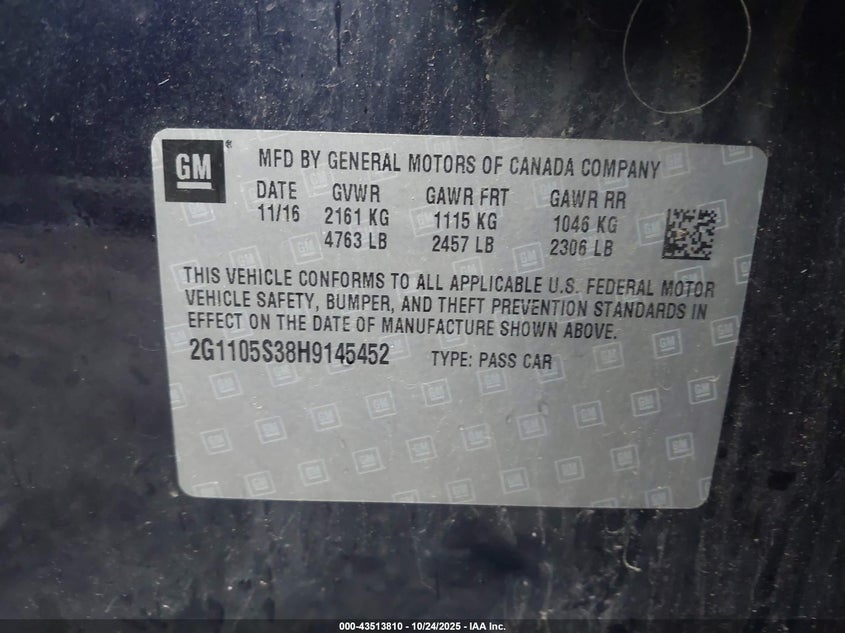 GM®
MFD BY GENERAL MOTORS OF CANADA COMPANY
DATE GVWR GAWR FRT GAWR RR
11/16 2161 KG 1115 KG 1046 KG
4763 LB 2457 LB 2306 LB
THIS VEHICLE CONFORMS TO ALL APPLICABLE U.S. FEDERAL MOTOR
VEHICLE SAFETY, BUMPER, AND THEFT PREVENTION STANDARDS IN
EFFECT ON THE DATE OF MANUFACTURE SHOWN ABOVE.
2G1105S38H9145452 TYPE: PASS CAR
000-43513810 - 10/24/2025 - IAA Inc.